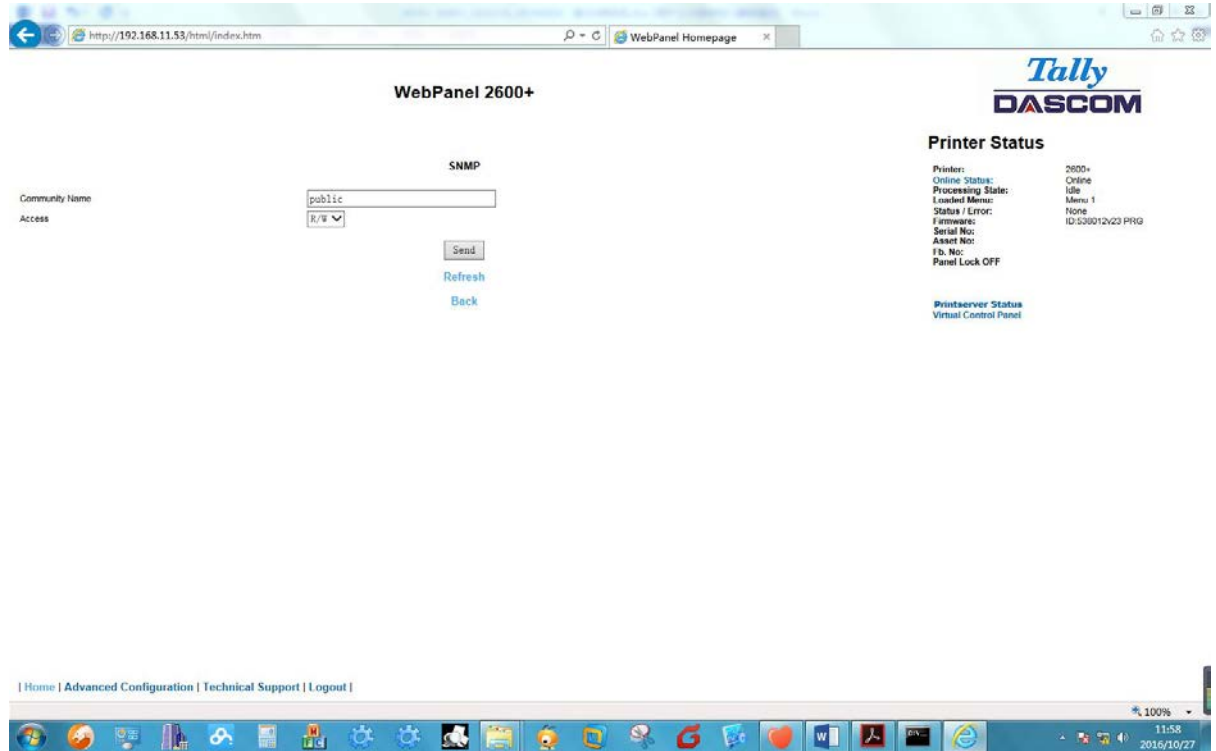 http://192.168.11.53/html/index.htm
WebPanel Homepage
WebPanel 2600+
Tally
DASCOM
SNMP
Community Name
public
Access
R/W
Send
Refresh
Back
Printer Status
Printer: 2600+
Online Status: Online
Processing State: Idle
Loaded Menu: Menu 1
Status / Error: None
Firmware: ID:538012v23 PRG
Serial No:
Asset No:
Fb. No:
Panel Lock OFF
Printserver Status
Virtual Control Panel
| Home | Advanced Configuration | Technical Support | Logout |
100%
11:58
2016/10/27